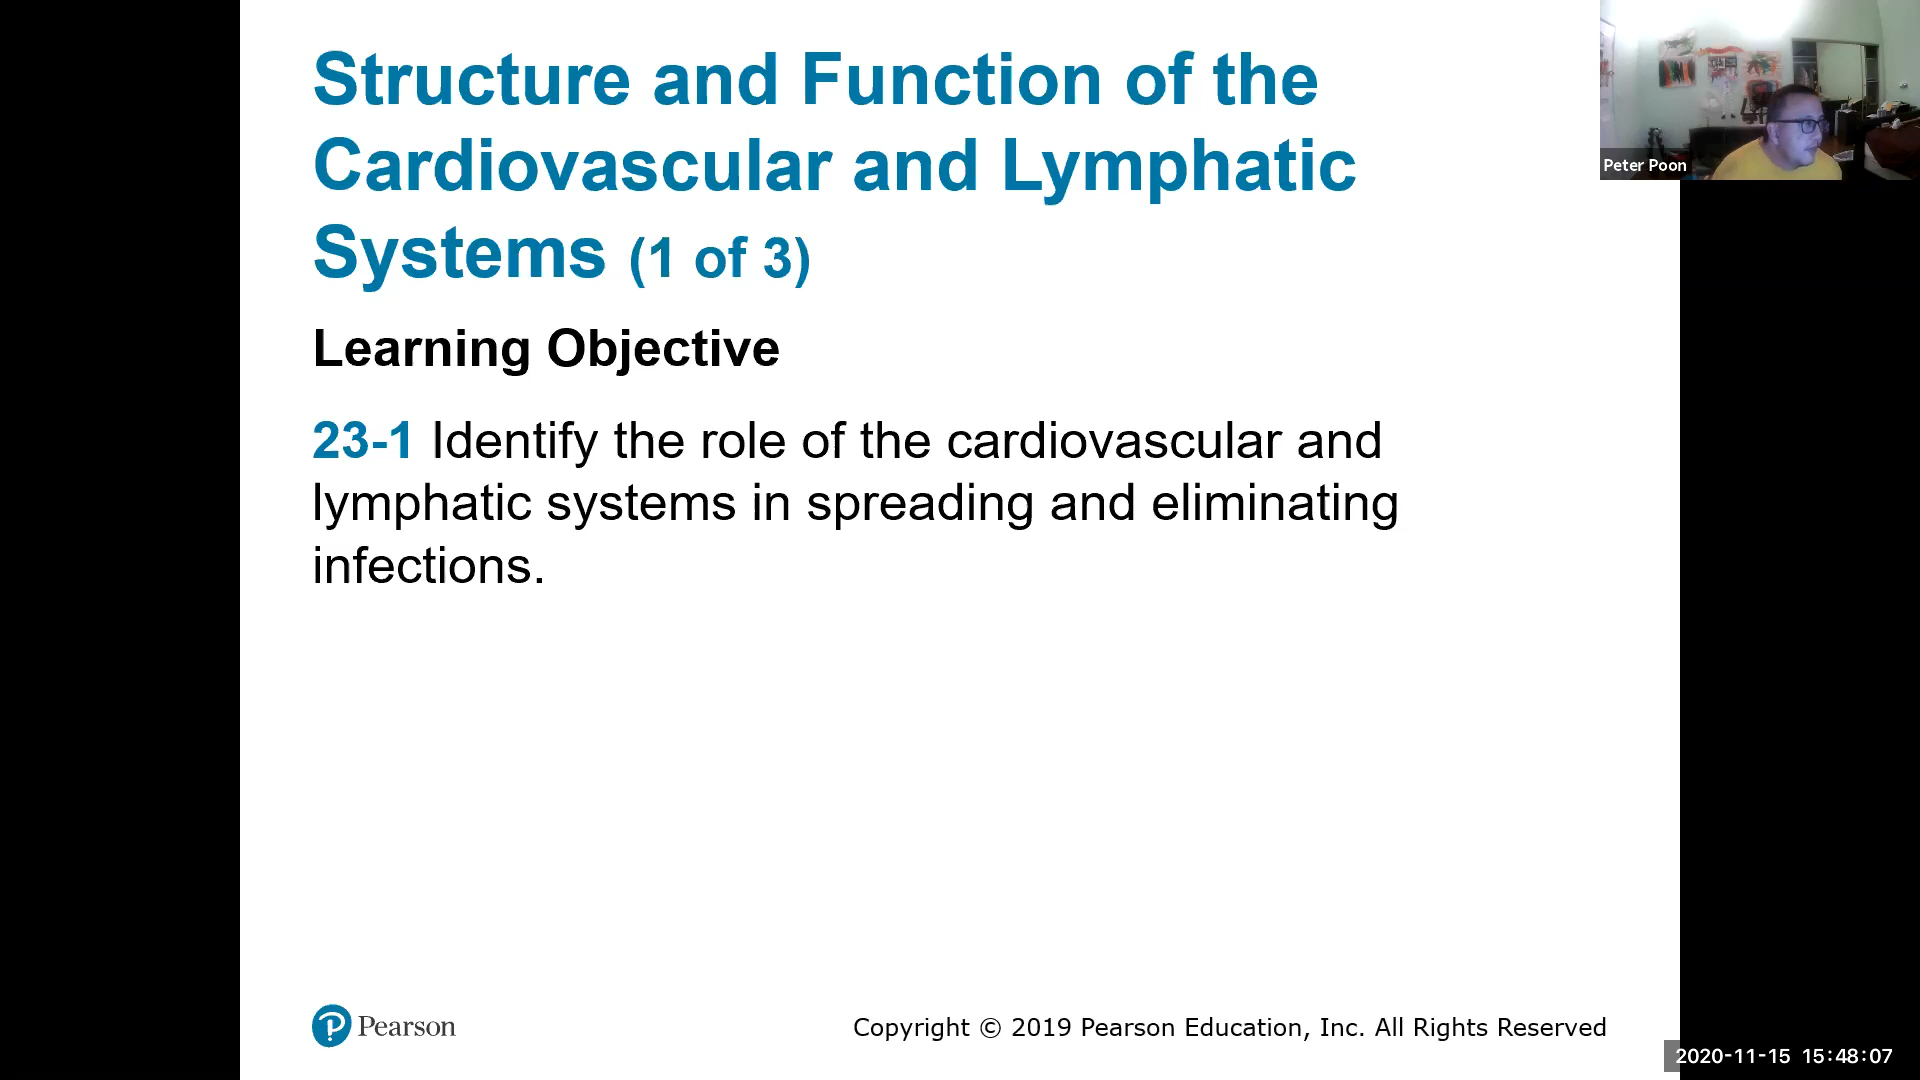 Structure and Function of the
Cardiovascular and Lymphatic
Systems (1 of 3)
Peter Poon
Learning Objective
23-1 Identify the role of the cardiovascular and
lymphatic systems in spreading and eliminating
infections.
Pearson
Copyright © 2019 Pearson Education, Inc. All Rights Reserved
2020-11-15 15:48:07